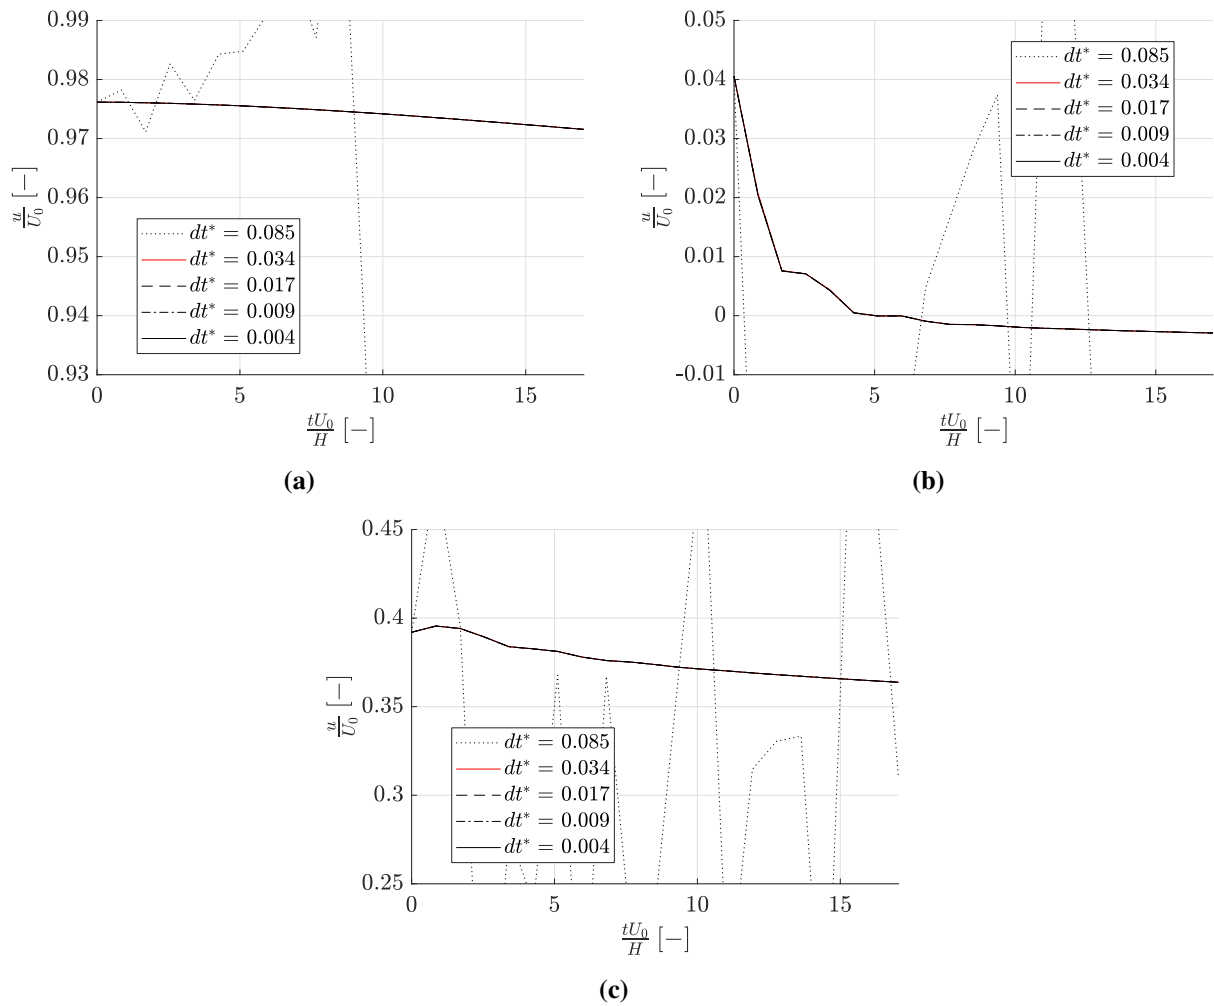 0.99
0.98
0.97
0.96
0.95
0.94
0.93
u/U₀ [−]
dt* = 0.085
dt* = 0.034
dt* = 0.017
dt* = 0.009
dt* = 0.004
0 5 10 15
tU₀/H [−]
(a)
0.05
0.04
0.03
0.02
0.01
0
-0.01
u/U₀ [−]
dt* = 0.085
dt* = 0.034
dt* = 0.017
dt* = 0.009
dt* = 0.004
0 5 10 15
tU₀/H [−]
(b)
0.45
0.4
0.35
0.3
0.25
u/U₀ [−]
dt* = 0.085
dt* = 0.034
dt* = 0.017
dt* = 0.009
dt* = 0.004
0 5 10 15
tU₀/H [−]
(c)